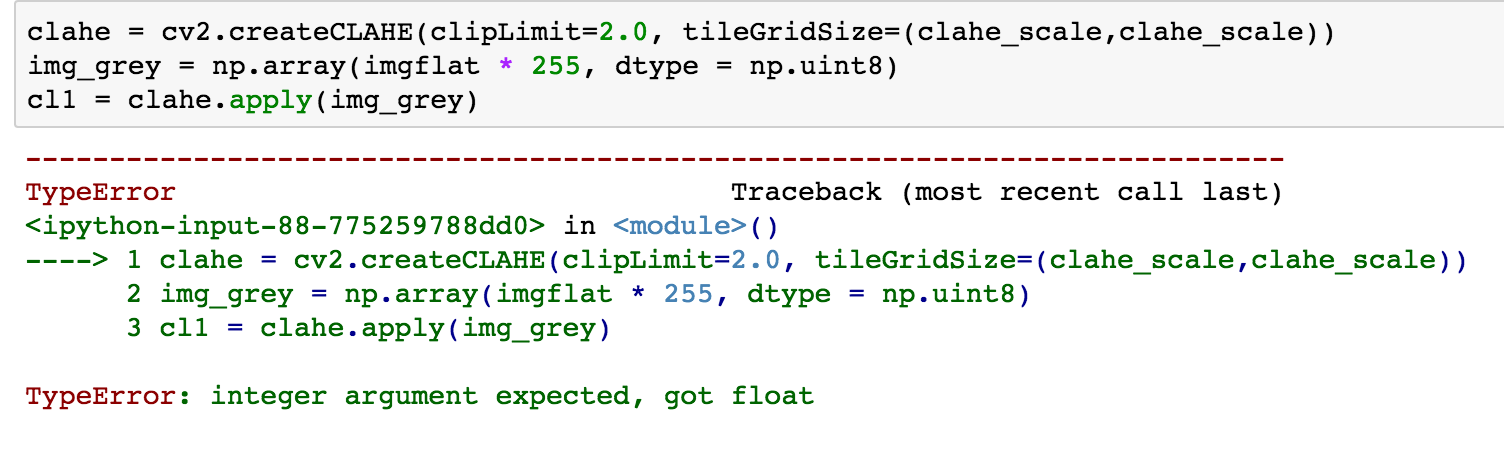 clahe = cv2.createCLAHE(clipLimit=2.0, tileGridSize=(clahe_scale,clahe_scale))
img_grey = np.array(imgflat * 255, dtype = np.uint8)
cl1 = clahe.apply(img_grey)
---------------------------------------------------------------------------
TypeError                                 Traceback (most recent call last)
<ipython-input-88-775259788dd0> in <module>()
----> 1 clahe = cv2.createCLAHE(clipLimit=2.0, tileGridSize=(clahe_scale,clahe_scale))
      2 img_grey = np.array(imgflat * 255, dtype = np.uint8)
      3 cl1 = clahe.apply(img_grey)
TypeError: integer argument expected, got float